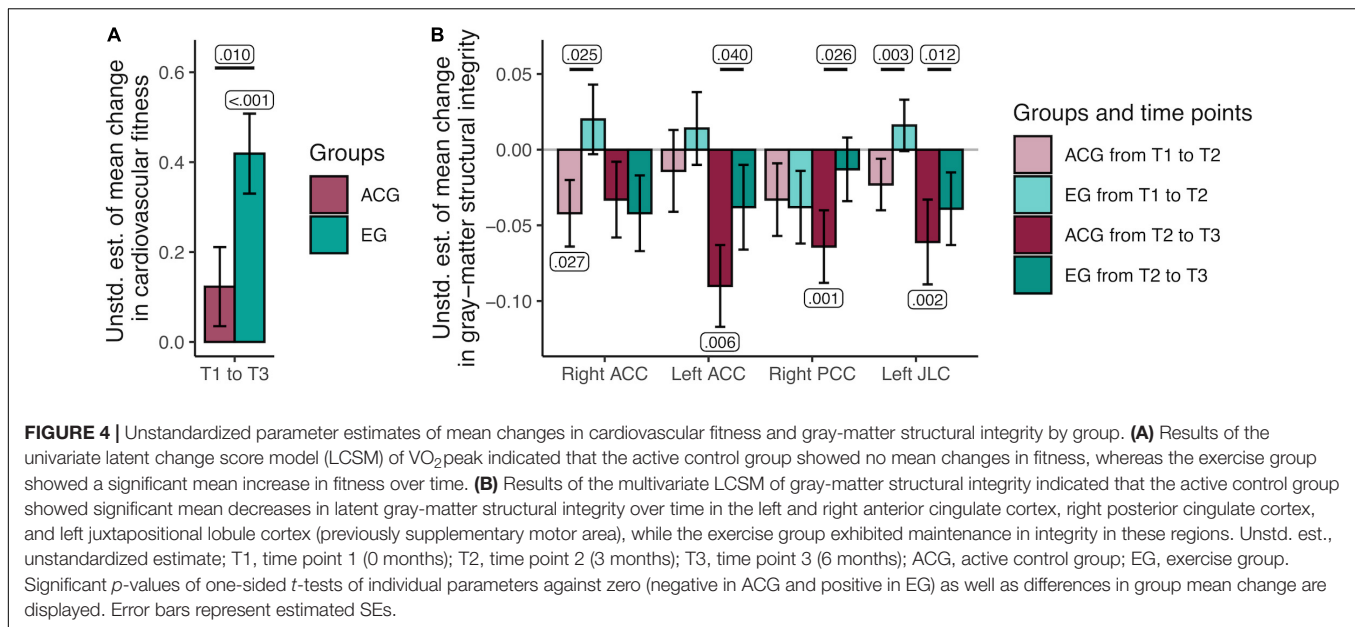 A
Unstd. est. of mean change
in cardiovascular fitness
0.6
0.4
0.2
0.0
.010
<.001
T1 to T3
Groups
ACG
EG
B
Unstd. est. of mean change
in gray−matter structural integrity
0.05
0.00
−0.05
−0.10
.025
.040
.026
.003
.012
.027
.006
.001
.002
Right ACC
Left ACC
Right PCC
Left JLC
Groups and time points
ACG from T1 to T2
EG from T1 to T2
ACG from T2 to T3
EG from T2 to T3
FIGURE 4 | Unstandardized parameter estimates of mean changes in cardiovascular fitness and gray-matter structural integrity by group. (A) Results of the
univariate latent change score model (LCSM) of VO₂peak indicated that the active control group showed no mean changes in fitness, whereas the exercise group
showed a significant mean increase in fitness over time. (B) Results of the multivariate LCSM of gray-matter structural integrity indicated that the active control group
showed significant mean decreases in latent gray-matter structural integrity over time in the left and right anterior cingulate cortex, right posterior cingulate cortex,
and left juxtapositional lobule cortex (previously supplementary motor area), while the exercise group exhibited maintenance in integrity in these regions. Unstd. est.,
unstandardized estimate; T1, time point 1 (0 months); T2, time point 2 (3 months); T3, time point 3 (6 months); ACG, active control group; EG, exercise group.
Significant p-values of one-sided t-tests of individual parameters against zero (negative in ACG and positive in EG) as well as differences in group mean change are
displayed. Error bars represent estimated SEs.